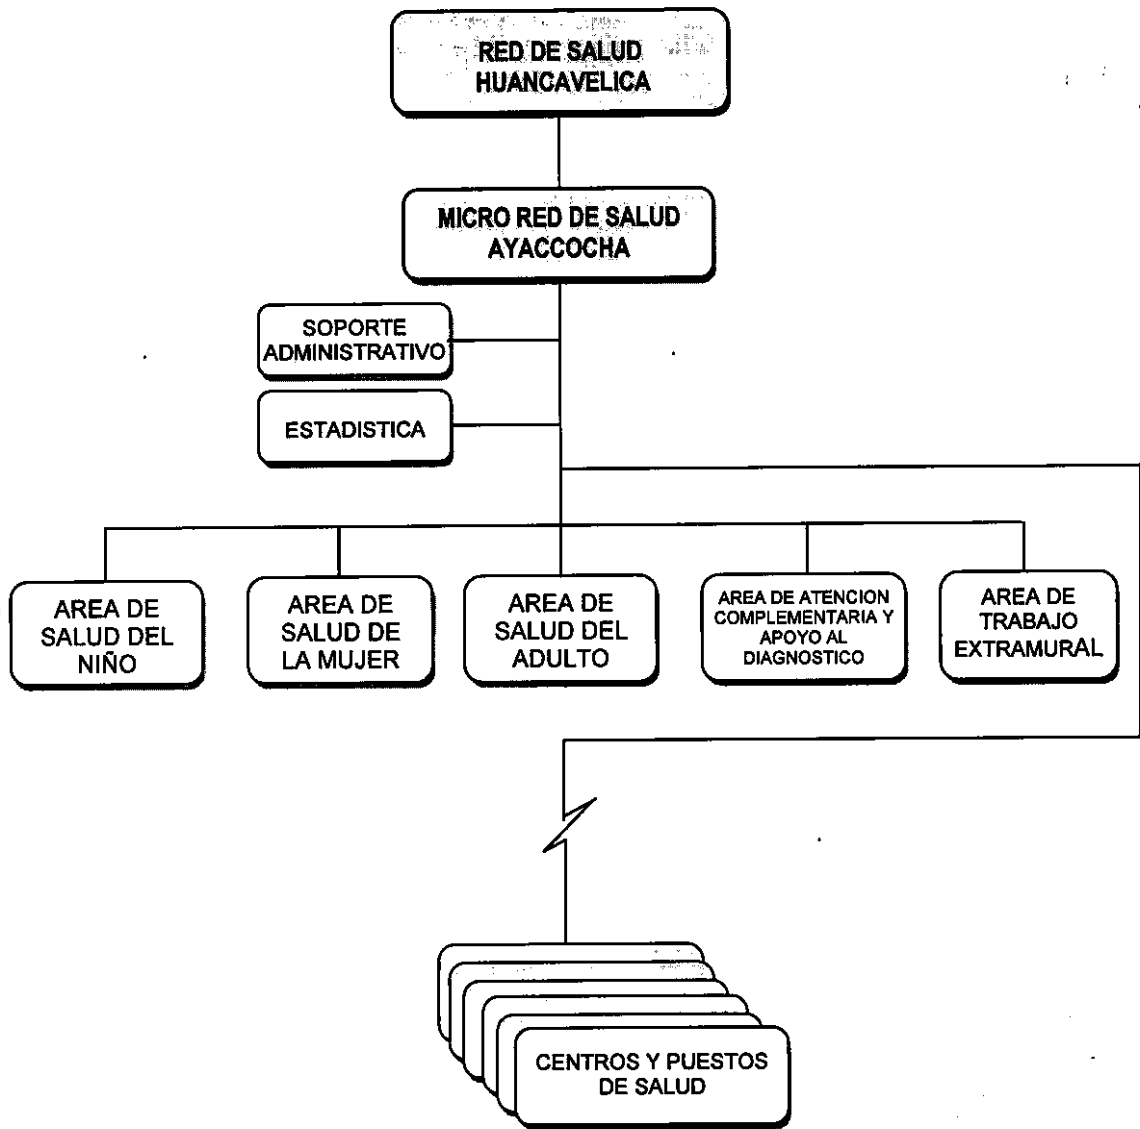 RED DE SALUD
HUANCAVELICA
MICRO RED DE SALUD
AYACCOCHA
SOPORTE
ADMINISTRATIVO
ESTADISTICA
AREA DE
SALUD DEL
NIÑO
AREA DE
SALUD DE
LA MUJER
AREA DE
SALUD DEL
ADULTO
AREA DE ATENCION
COMPLEMENTARIA Y
APOYO AL
DIAGNOSTICO
AREA DE
TRABAJO
EXTRAMURAL
CENTROS Y PUESTOS
DE SALUD